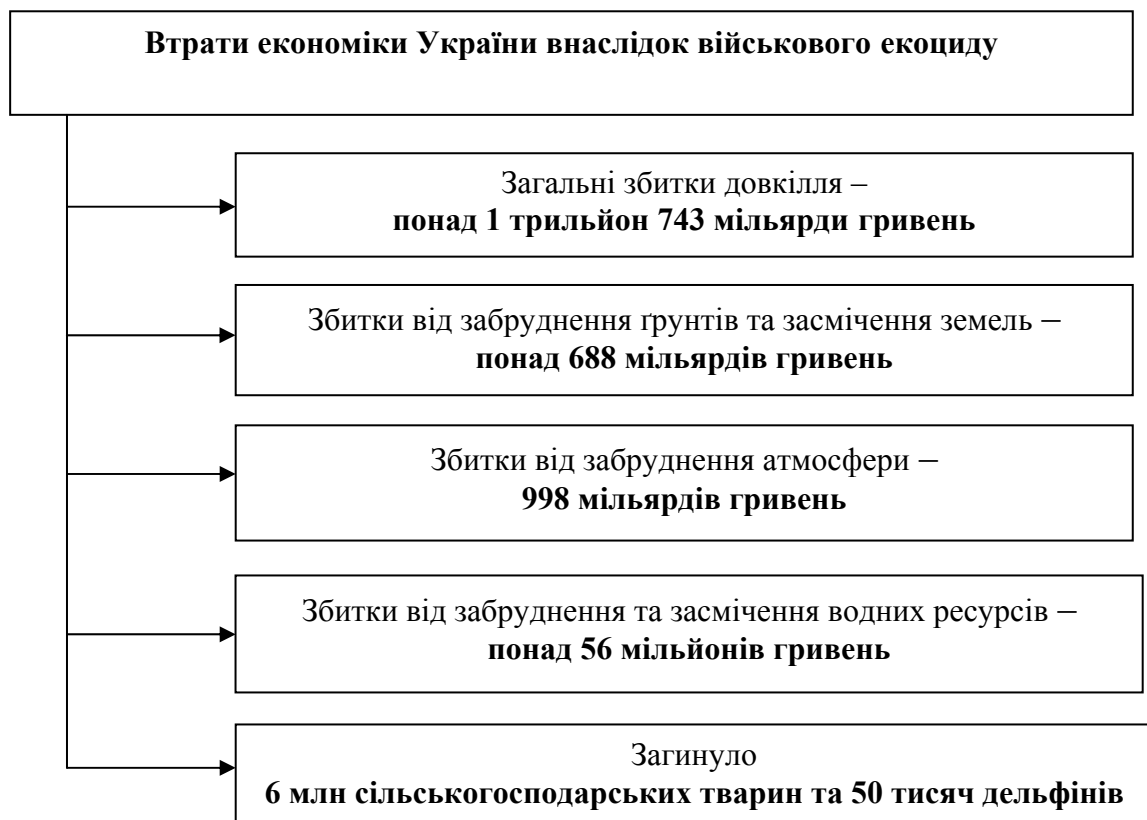 Втрати економіки України внаслідок військового екоциду
Загальні збитки довкілля –
понад 1 трильйон 743 мільярди гривень
Збитки від забруднення ґрунтів та засмічення земель –
понад 688 мільярдів гривень
Збитки від забруднення атмосфери –
998 мільярдів гривень
Збитки від забруднення та засмічення водних ресурсів –
понад 56 мільйонів гривень
Загинуло
6 млн сільськогосподарських тварин та 50 тисяч дельфінів